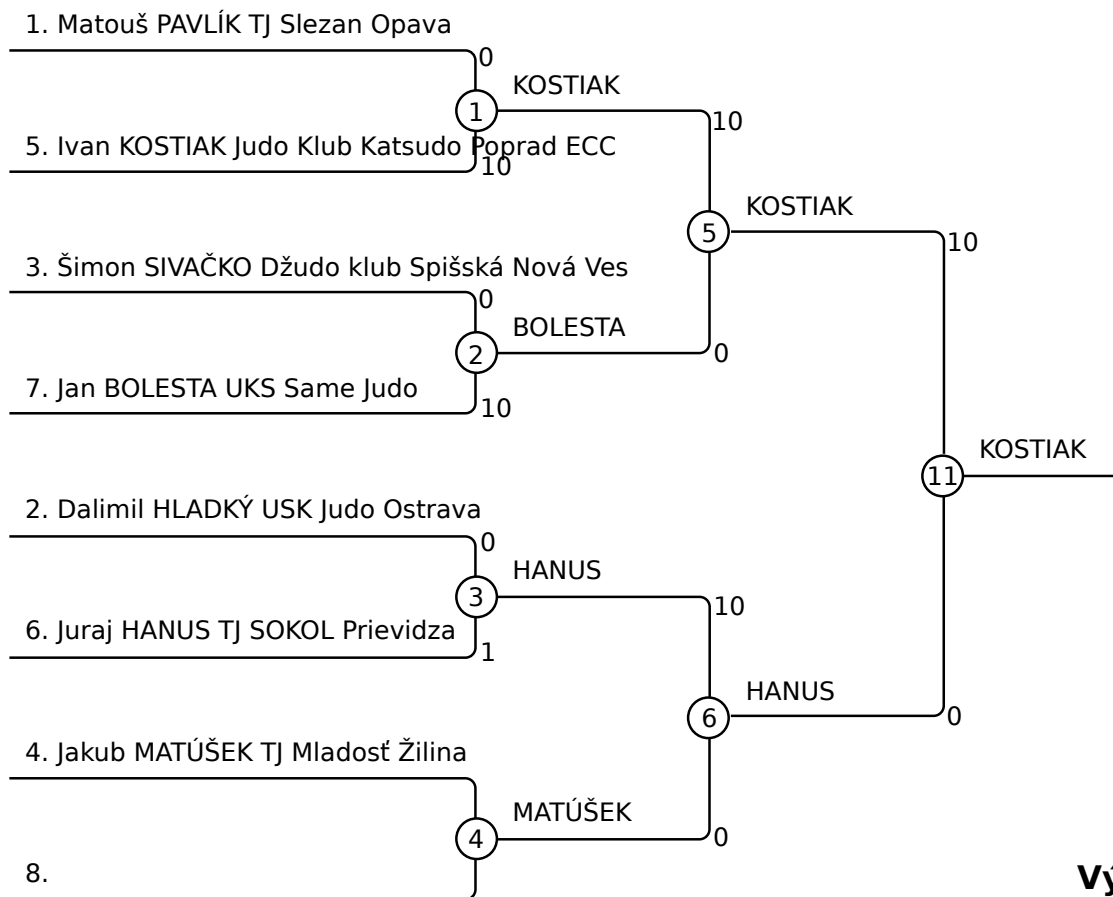 1. Matouš PAVLÍK TJ Slezan Opava
0
1
KOSTIAK
10
5. Ivan KOSTIAK Judo Klub Katsudo Poprad ECC
10
5
KOSTIAK
10
3. Šimon SIVAČKO Džudo klub Spišská Nová Ves
0
2
BOLESTA
0
7. Jan BOLESTA UKS Same Judo
10
11
KOSTIAK
2. Dalimil HLADKÝ USK Judo Ostrava
0
3
HANUS
10
6. Juraj HANUS TJ SOKOL Prievidza
1
6
HANUS
0
4. Jakub MATÚŠEK TJ Mladosť Žilina
4
MATÚŠEK
0
8.
Vý